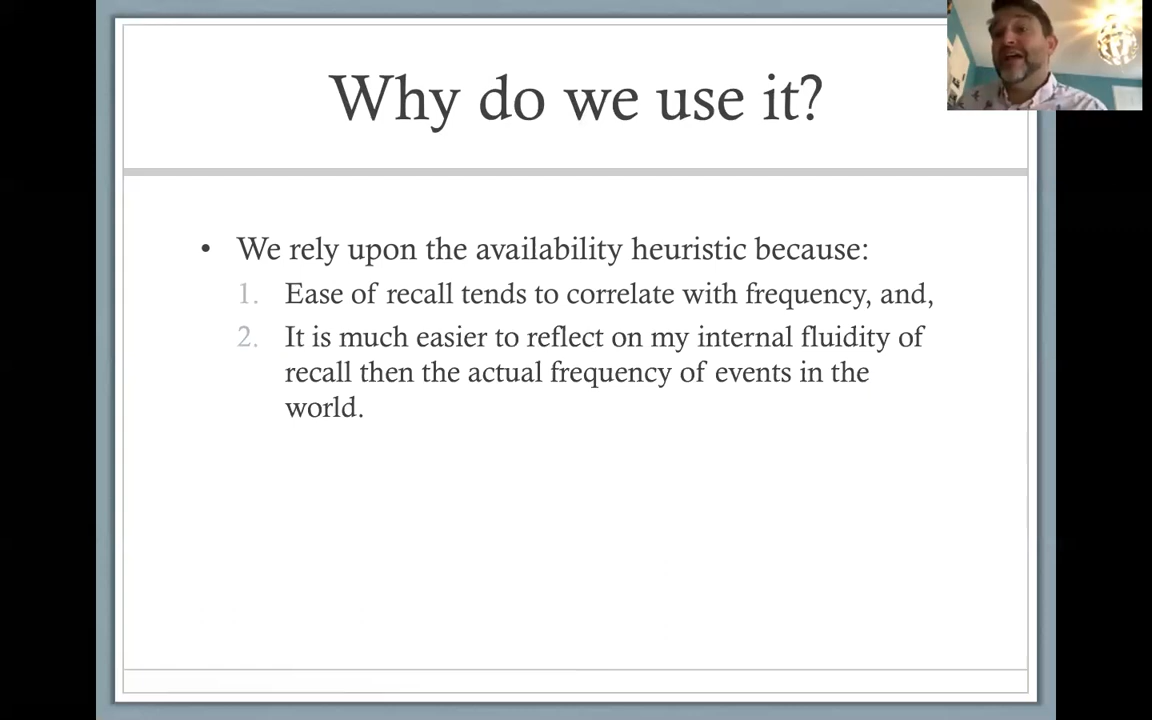 Why do we use it?
• We rely upon the availability heuristic because:
1. Ease of recall tends to correlate with frequency, and,
2. It is much easier to reflect on my internal fluidity of
recall then the actual frequency of events in the
world.